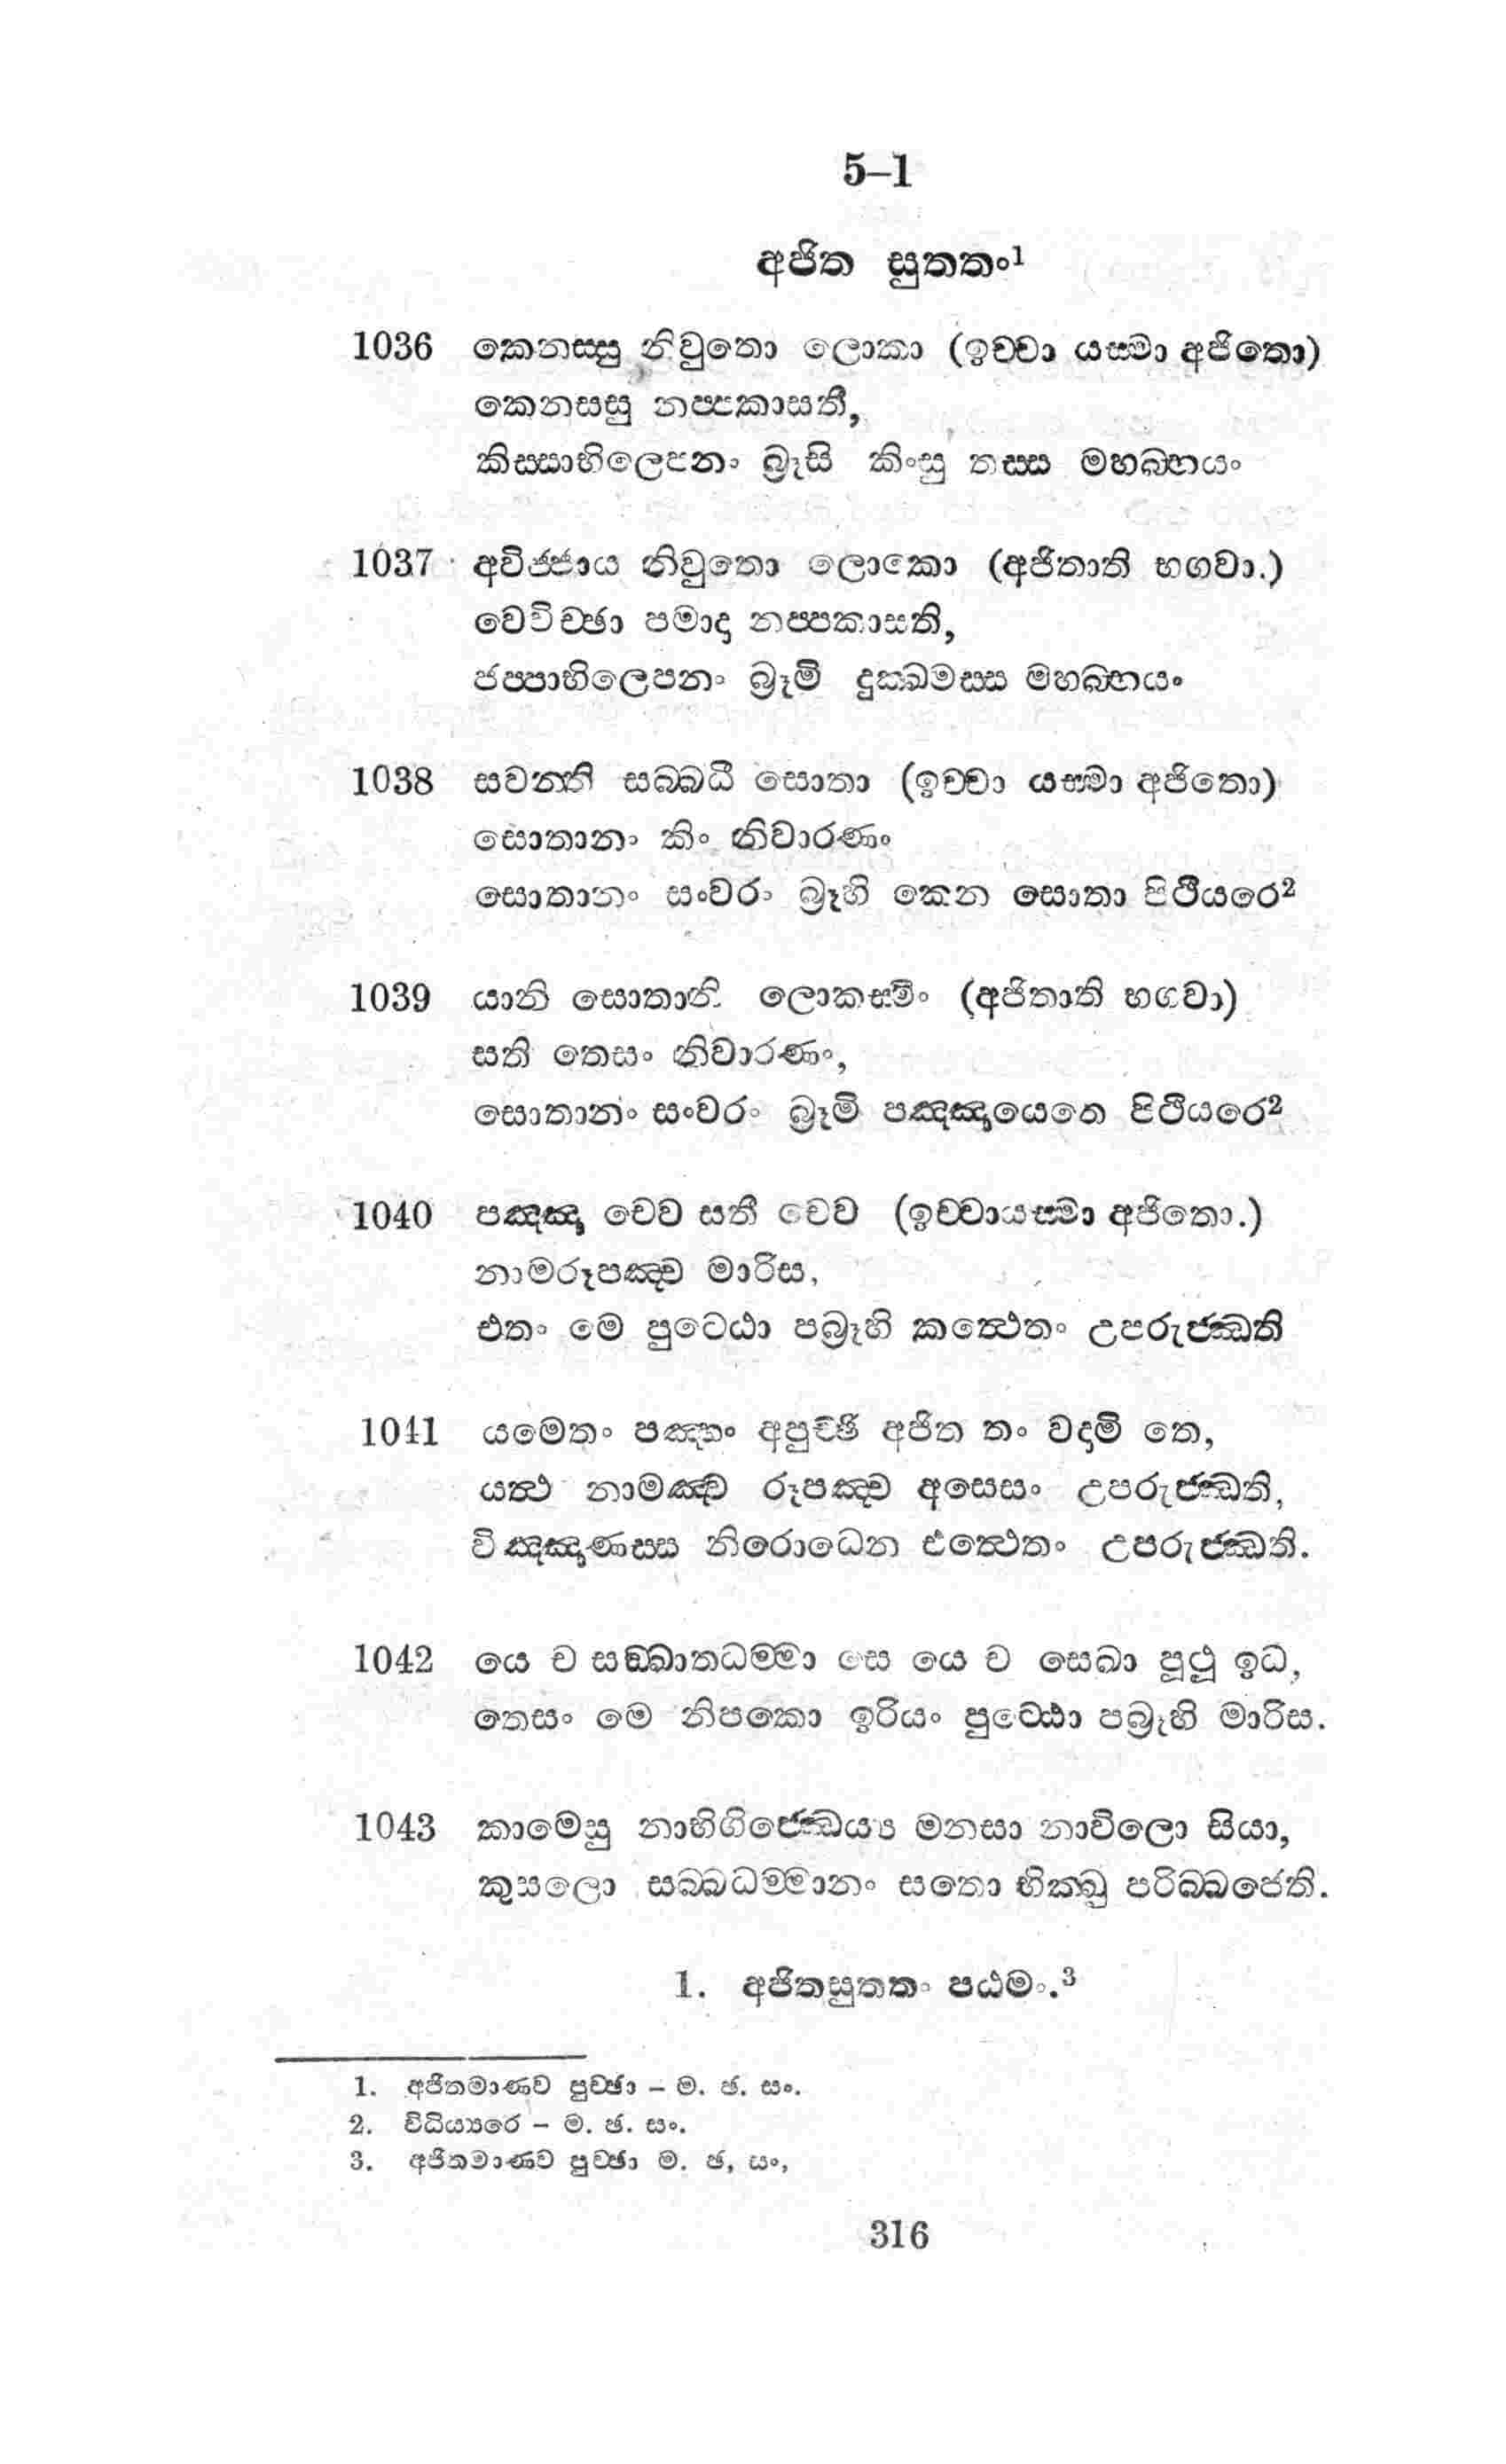 5–1
අජිත සුතතං1
1036 කෙනස්සු නිවුතො ලොකා (ඉච්චා යස්මා අජිතො)
කෙනසසු නප්පකාසතී,
කිස්සාභිලෙපනං බ්‍රූසි කිංසු තස්ස මහබ්භයං
1037 අවිජ්ජාය නිවුතො ලොකො (අජිතාති භගවා.)
වෙවිච්ඡා පමාදා නප්පකාසති,
ජප්පාභිලෙපනං බ්‍රූමි දුක්ඛමස්ස මහබ්භයං
1038 සවන්ති සබ්බධී සොතා (ඉච්චා යස්මා අජිතො)
සොතානං කිං නිවාරණං
සොතානං සංවරං බ්‍රූහි කෙන සොතා පිථීයරෙ2
1039 යානි සොතානි ලොකස්මිං (අජිතාති භගවා)
සති තෙසං නිවාරණං,
සොතානං සංවරං බ්‍රූමි පඤ්ඤායෙතෙ පිථීයරෙ2
1040 පඤ්ඤා චෙව සතී චෙව (ඉච්චායස්මා අජිතො.)
නාමරූපඤ්ච මාරිස,
එතං මෙ පුට්ඨො පබ්‍රූහි කත්ථෙතං උපරුජ්ඣති
1041 යමෙතං පඤ්හං අපුච්ඡි අජිත තං වදාමි තෙ,
යත්ථ නාමඤ්ච රූපඤ්ච අසෙසං උපරුජ්ඣති,
විඤ්ඤාණස්ස නිරොධෙන එත්ථෙතං උපරුජ්ඣති.
1042 යෙ ච සඞ්ඛාතධම්මා සෙ යෙ ච සෙඛා පුථූ ඉධ,
තෙසං මෙ නිපකො ඉරියං පුට්ඨො පබ්‍රූහි මාරිස.
1043 කාමෙසු නාභිගිජ්ඣෙය්‍ය මනසා නාවිලො සියා,
කුසලො සබ්බධම්මානං සතො භික්ඛු පරිබ්බජෙති.
1. අජිතසුතතං පඨමං.3
1. අජිතමාණව පුච්ඡා – ම. ඡ. සං.
2. විධිය්‍යරෙ – ම. ඡ. සං.
3. අජිතමාණව පුච්ඡා ම. ඡ, සං,
316